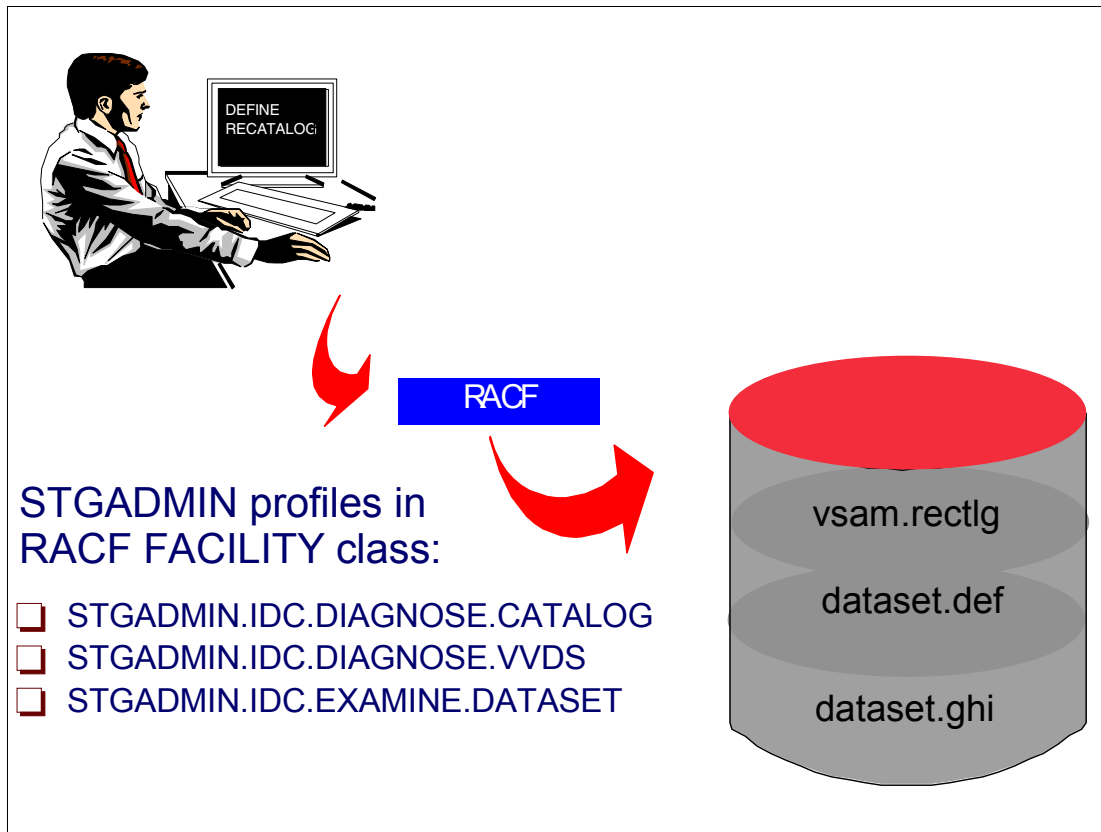 DEFINE
RECATALOG
RACF
STGADMIN profiles in
RACF FACILITY class:
STGADMIN.IDC.DIAGNOSE.CATALOG
STGADMIN.IDC.DIAGNOSE.VVDS
STGADMIN.IDC.EXAMINE.DATASET
vsam.rectlg
dataset.def
dataset.ghi